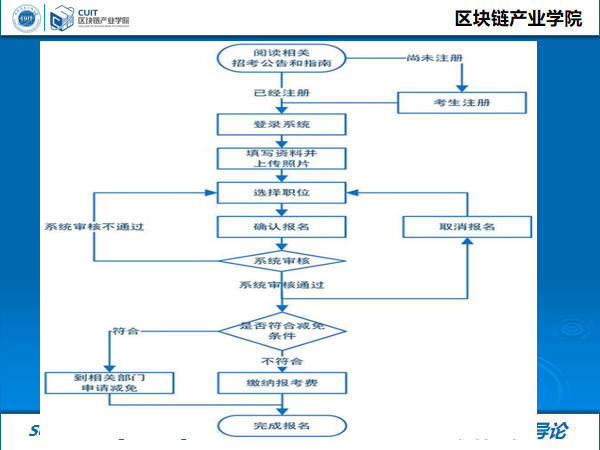 CUIT
区块链产业学院
区块链产业学院
阅读相关
招考公告和指南
尚未注册
已经注册
考生注册
登录系统
填写资料并
上传照片
选择职位
系统审核不通过
确认报名
取消报名
系统审核
系统审核通过
是否符合减免
条件
符合
不符合
到相关部门
申请减免
缴纳报考费
完成报名
导论